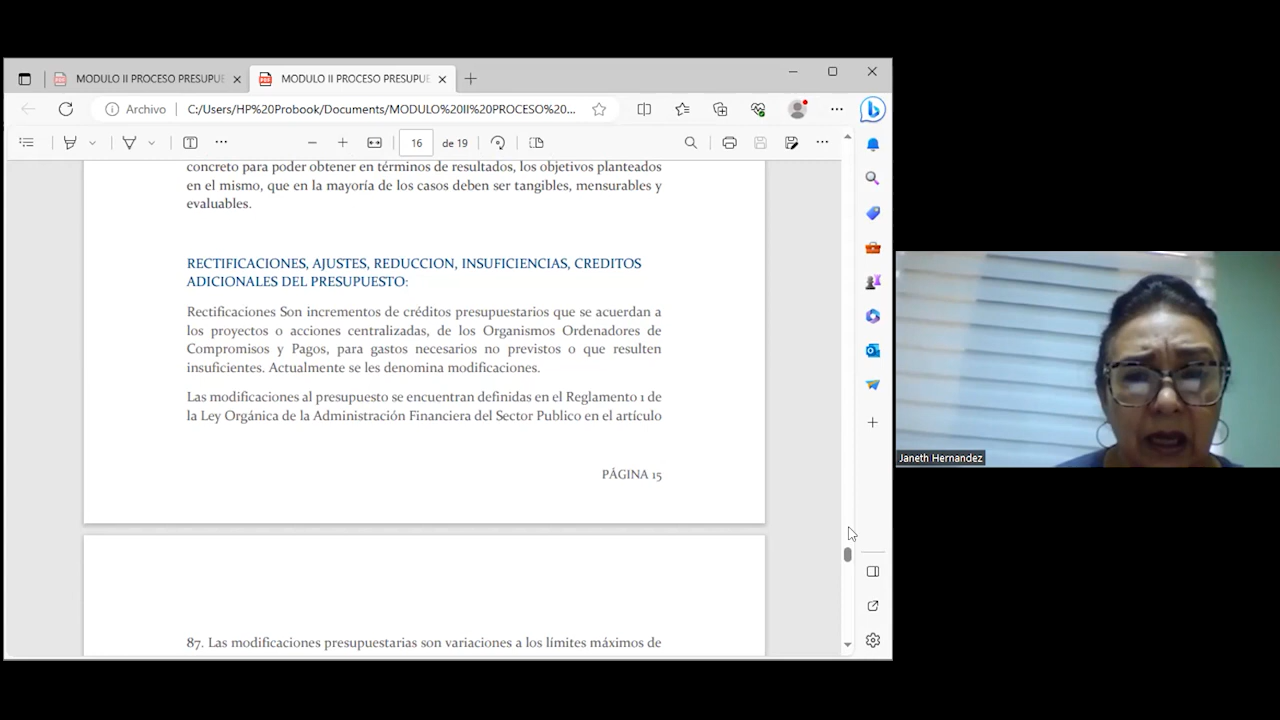 MODULO II PROCESO PRESUPUE
MODULO II PROCESO PRESUPUE
Archivo
C:/Users/HP%20Probook/Documents/MODULO%20II%20PROCESO%20...
16 de 19
concreto para poder obtener en términos de resultados, los objetivos planteados
en el mismo, que en la mayoría de los casos deben ser tangibles, mensurables y
evaluables.
RECTIFICACIONES, AJUSTES, REDUCCION, INSUFICIENCIAS, CREDITOS
ADICIONALES DEL PRESUPUESTO:
Rectificaciones Son incrementos de créditos presupuestarios que se acuerdan a
los proyectos o acciones centralizadas, de los Organismos Ordenadores de
Compromisos y Pagos, para gastos necesarios no previstos o que resulten
insuficientes. Actualmente se les denomina modificaciones.
Las modificaciones al presupuesto se encuentran definidas en el Reglamento 1 de
la Ley Orgánica de la Administración Financiera del Sector Publico en el artículo
PÁGINA 15
87. Las modificaciones presupuestarias son variaciones a los límites máximos de
Janeth Hernandez